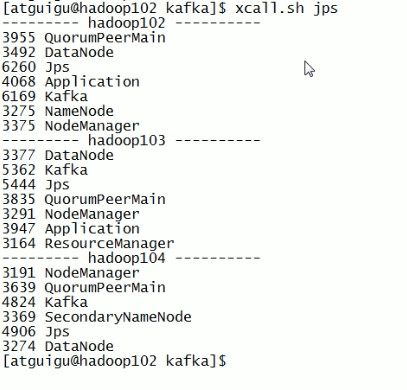 [atguigu@hadoop102 kafka]$ xcall.sh jps
--------- hadoop102 ----------
3955 QuorumPeerMain
3492 DataNode
6260 Jps
4068 Application
6169 Kafka
3275 NameNode
3375 NodeManager
--------- hadoop103 ----------
3377 DataNode
5362 Kafka
5444 Jps
3835 QuorumPeerMain
3291 NodeManager
3947 Application
3164 ResourceManager
--------- hadoop104 ----------
3191 NodeManager
3639 QuorumPeerMain
4824 Kafka
3369 SecondaryNameNode
4906 Jps
3274 DataNode
[atguigu@hadoop102 kafka]$